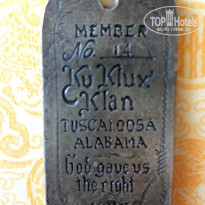 TOP HOTELS
MEMBER
No. 14
Ku Klux
Klan
TUSCALOOSA
ALABAMA
God gave us
the right